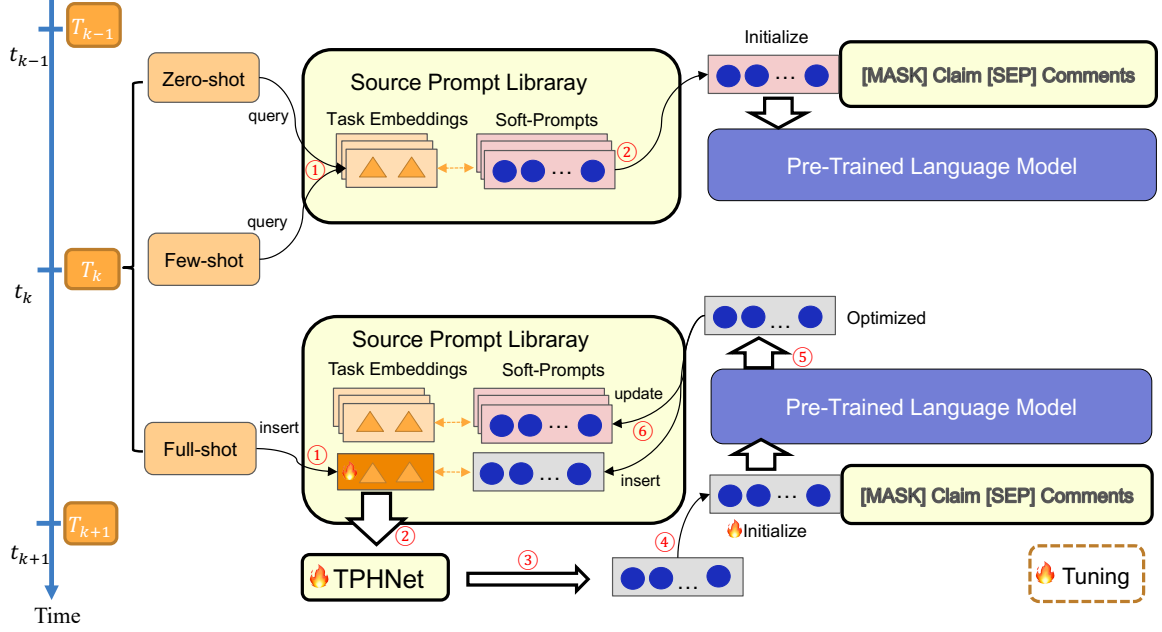 T_{k-1}
t_{k-1}
Zero-shot
query
Source Prompt Libraray
Task Embeddings
Soft-Prompts
①
②
Initialize
...
[MASK] Claim [SEP] Comments
Pre-Trained Language Model
query
Few-shot
T_k
t_k
Source Prompt Libraray
Task Embeddings
Soft-Prompts
...
Optimized
⑤
update
⑥
Pre-Trained Language Model
Full-shot
insert
①
...
insert
...
[MASK] Claim [SEP] Comments
Initialize
T_{k+1}
t_{k+1}
②
③
④
TPHNet
...
Tuning
Time